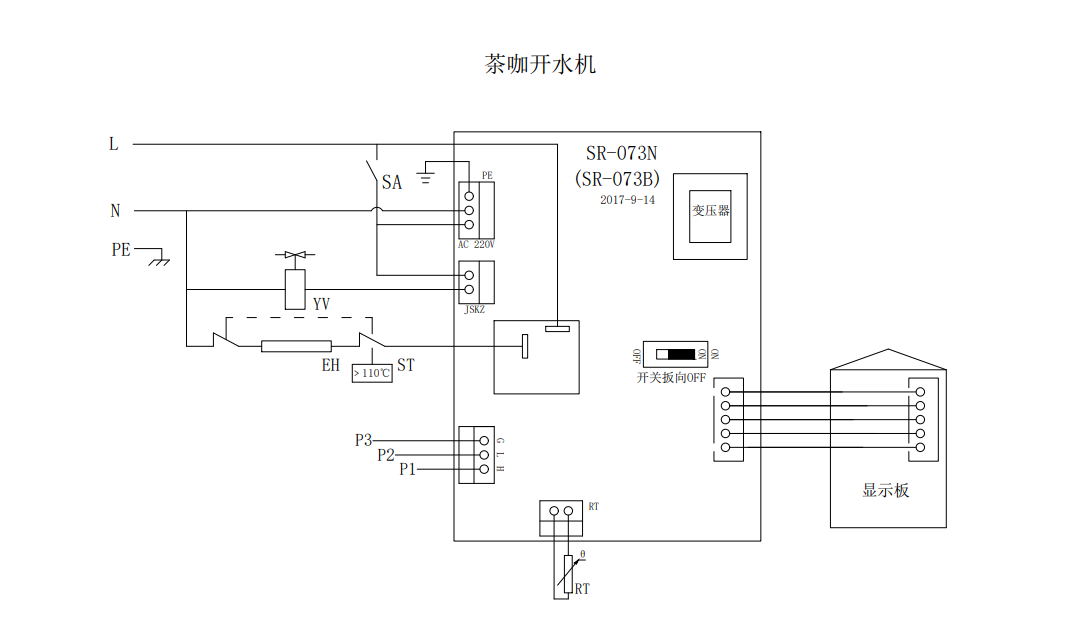 茶咖开水机
L
SR-073N
(SR-073B)
2017-9-14
SA
PE
N
变压器
AC 220V
PE
YV
JSKZ
EH
>110℃
ST
OFF
ON
ON
开关扳向OFF
P3
G
P2
L
P1
H
显示板
RT
θ
RT